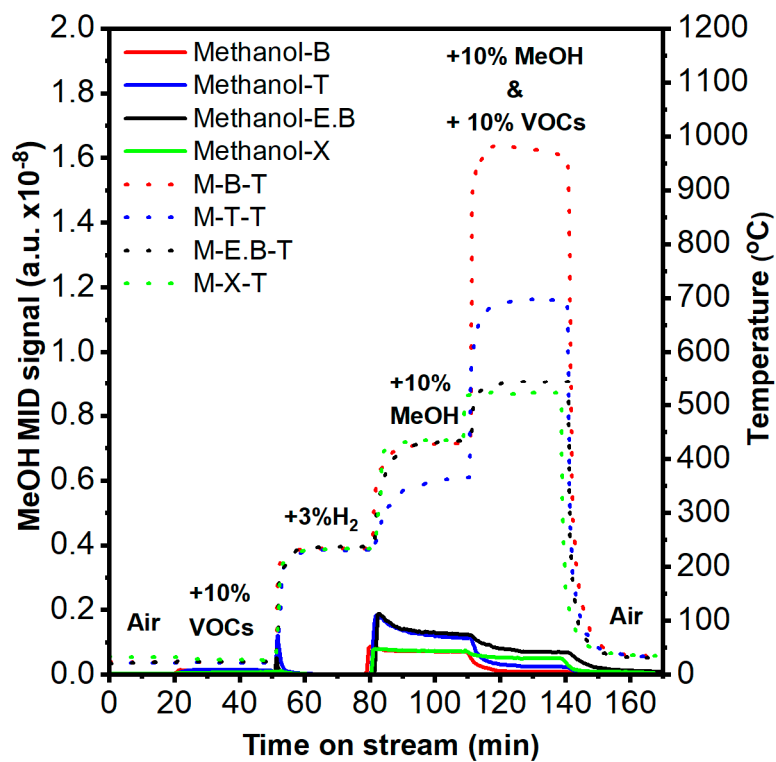 2.0
1.8
1.6
1.4
1.2
1.0
0.8
0.6
0.4
0.2
0.0
MeOH MID signal (a.u. x10⁻⁸)
Methanol-B
Methanol-T
Methanol-E.B
Methanol-X
M-B-T
M-T-T
M-E.B-T
M-X-T
+10% MeOH
&
+ 10% VOCs
+10%
MeOH
+3%H₂
+10%
VOCs
Air
Air
1200
1100
1000
900
800
700
600
500
400
300
200
100
0
Temperature (ºC)
0 20 40 60 80 100 120 140 160
Time on stream (min)